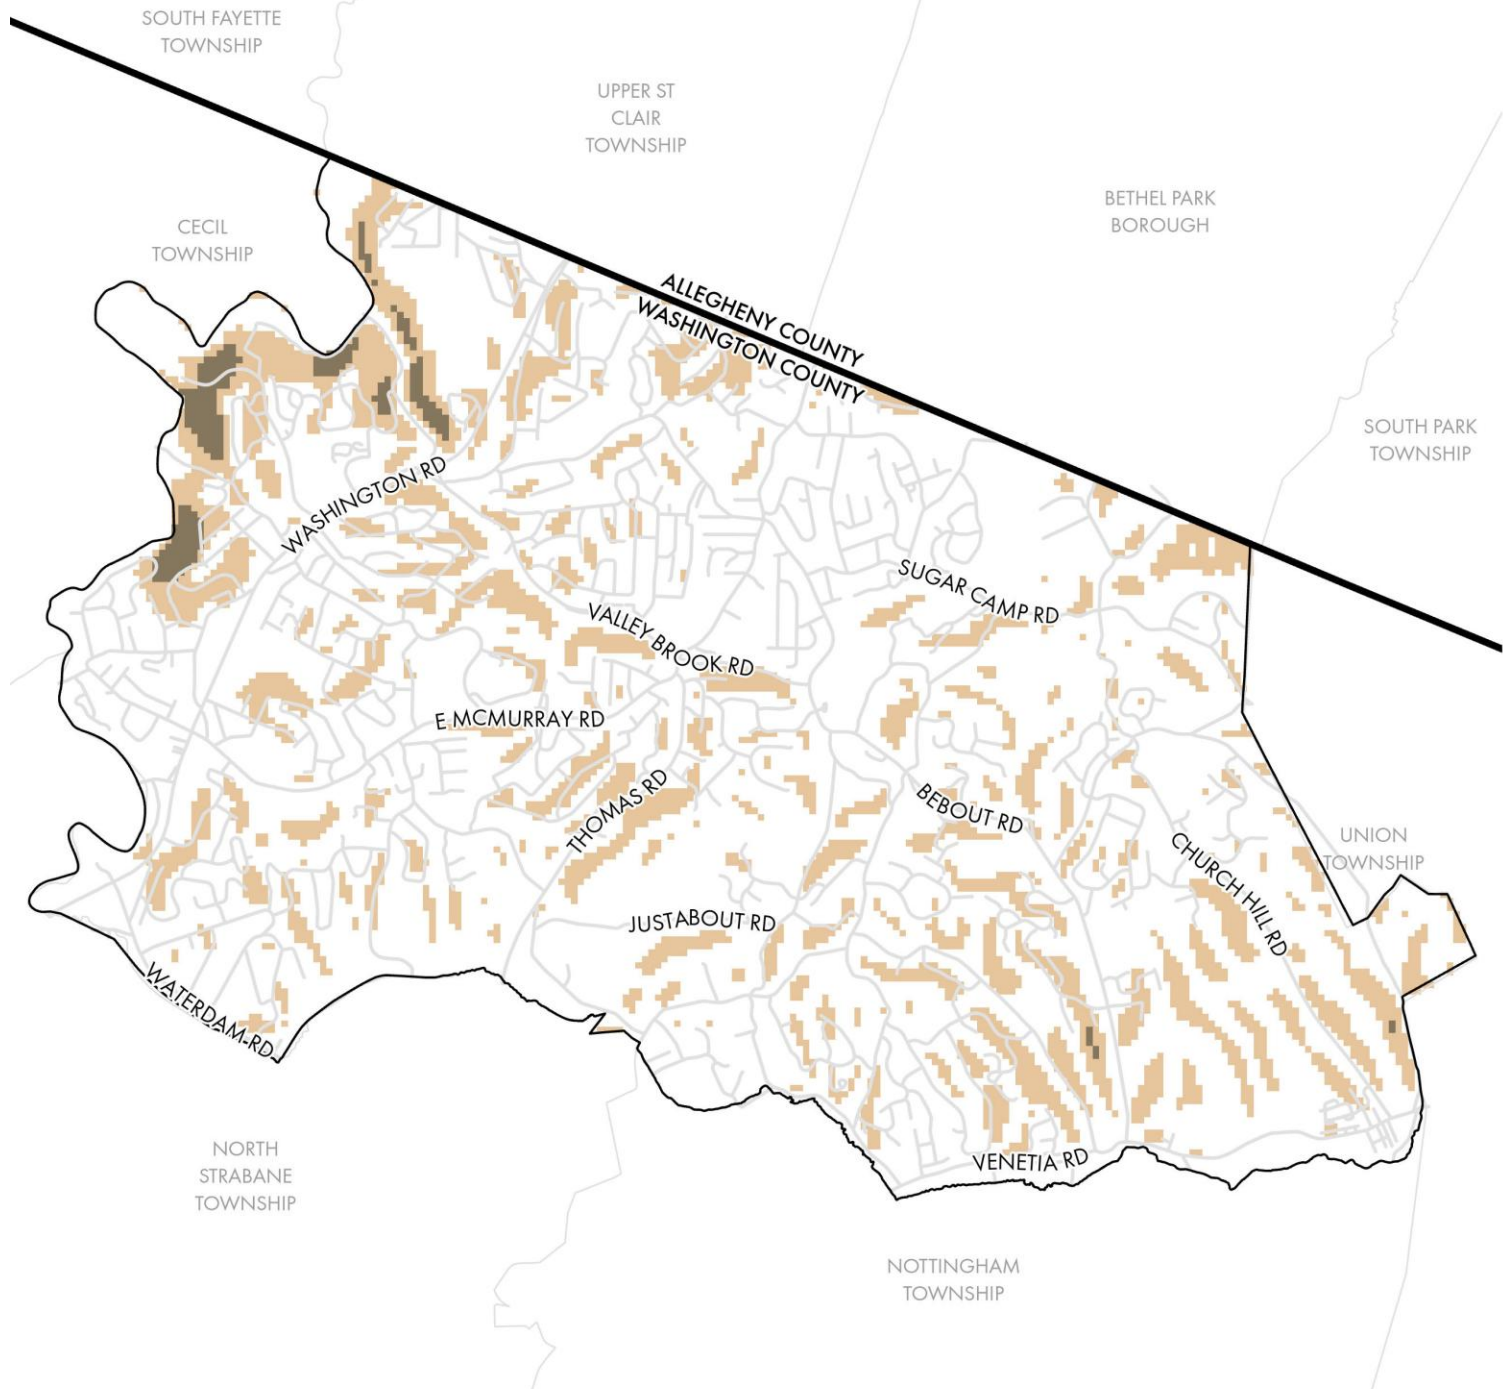 SOUTH FAYETTE
TOWNSHIP
UPPER ST
CLAIR
TOWNSHIP
BETHEL PARK
BOROUGH
CECIL
TOWNSHIP
ALLEGHENY COUNTY
WASHINGTON COUNTY
SOUTH PARK
TOWNSHIP
WASHINGTON RD
SUGAR CAMP RD
VALLEY BROOK RD
E MCMURRAY RD
THOMAS RD
BEBOUT RD
CHURCH HILL RD
UNION
TOWNSHIP
JUSTABOUT RD
WATERDAM RD
VENETIA RD
NORTH
STRABANE
TOWNSHIP
NOTTINGHAM
TOWNSHIP